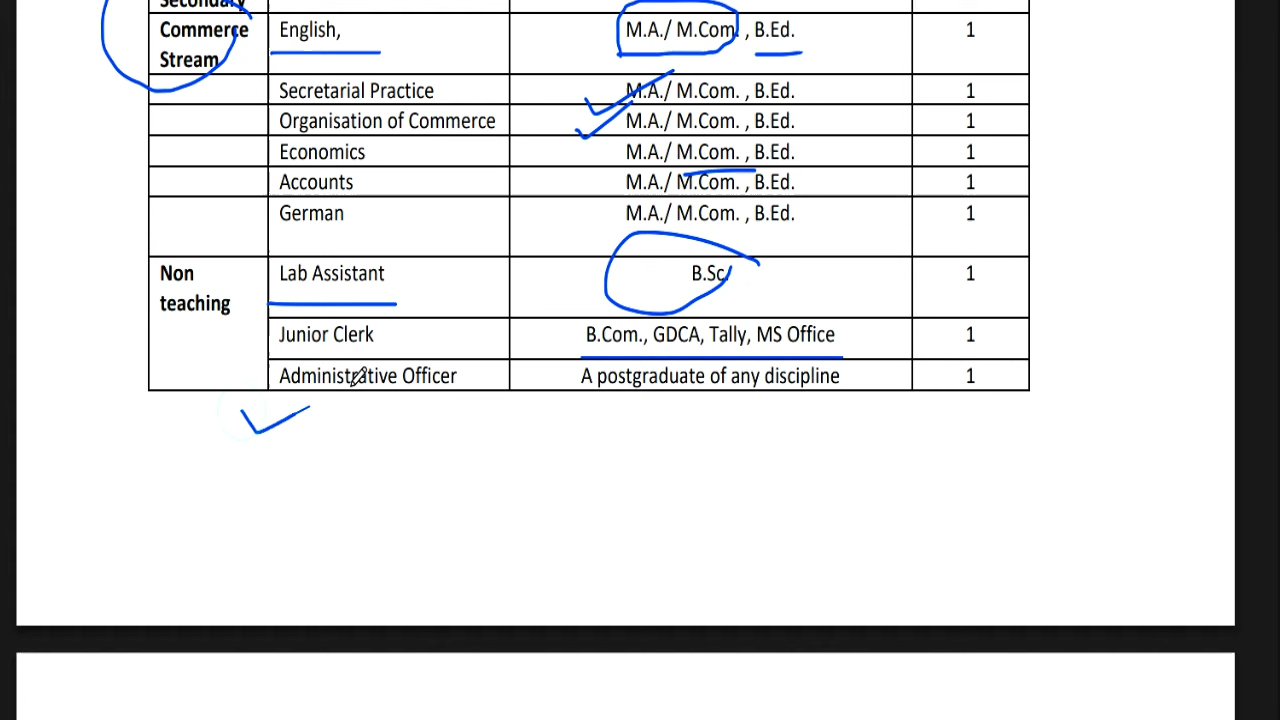 Secondary
Commerce English, M.A./ M.Com. , B.Ed. 1
Stream
Secretarial Practice M.A./ M.Com. , B.Ed. 1
Organisation of Commerce M.A./ M.Com. , B.Ed. 1
Economics M.A./ M.Com. , B.Ed. 1
Accounts M.A./ M.Com. , B.Ed. 1
German M.A./ M.Com. , B.Ed. 1
Non Lab Assistant B.Sc. 1
teaching
Junior Clerk B.Com., GDCA, Tally, MS Office 1
Administrative Officer A postgraduate of any discipline 1